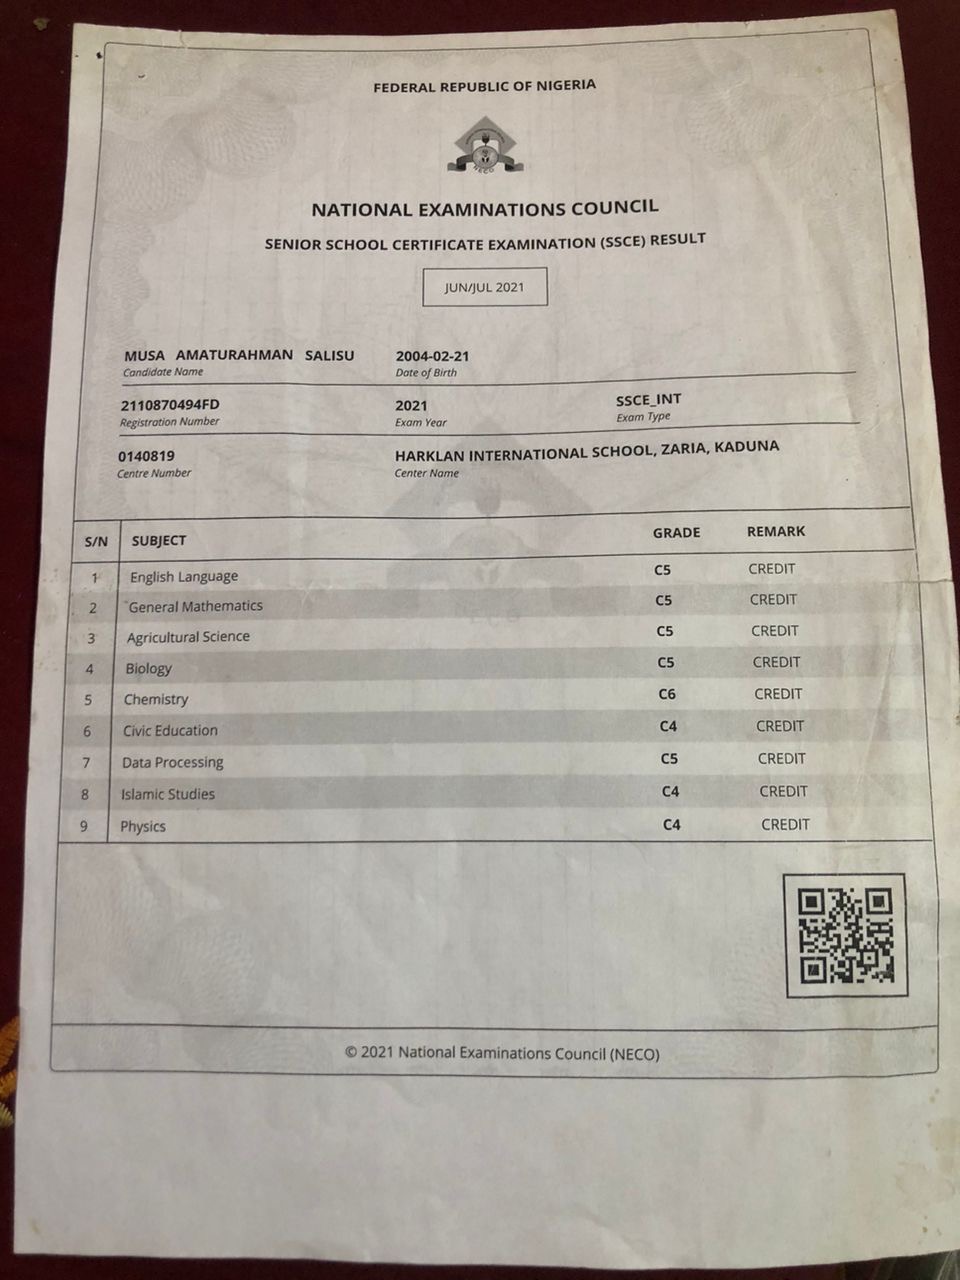 FEDERAL REPUBLIC OF NIGERIA
NECO
NATIONAL EXAMINATIONS COUNCIL
SENIOR SCHOOL CERTIFICATE EXAMINATION (SSCE) RESULT
JUN/JUL 2021
MUSA AMATURAHMAN SALISU 2004-02-21
Candidate Name Date of Birth
2110870494FD 2021 SSCE_INT
Registration Number Exam Year Exam Type
0140819 HARKLAN INTERNATIONAL SCHOOL, ZARIA, KADUNA
Centre Number Center Name
S/N SUBJECT GRADE REMARK
1 English Language C5 CREDIT
2 General Mathematics C5 CREDIT
3 Agricultural Science C5 CREDIT
4 Biology C5 CREDIT
5 Chemistry C6 CREDIT
6 Civic Education C4 CREDIT
7 Data Processing C5 CREDIT
8 Islamic Studies C4 CREDIT
9 Physics C4 CREDIT
© 2021 National Examinations Council (NECO)